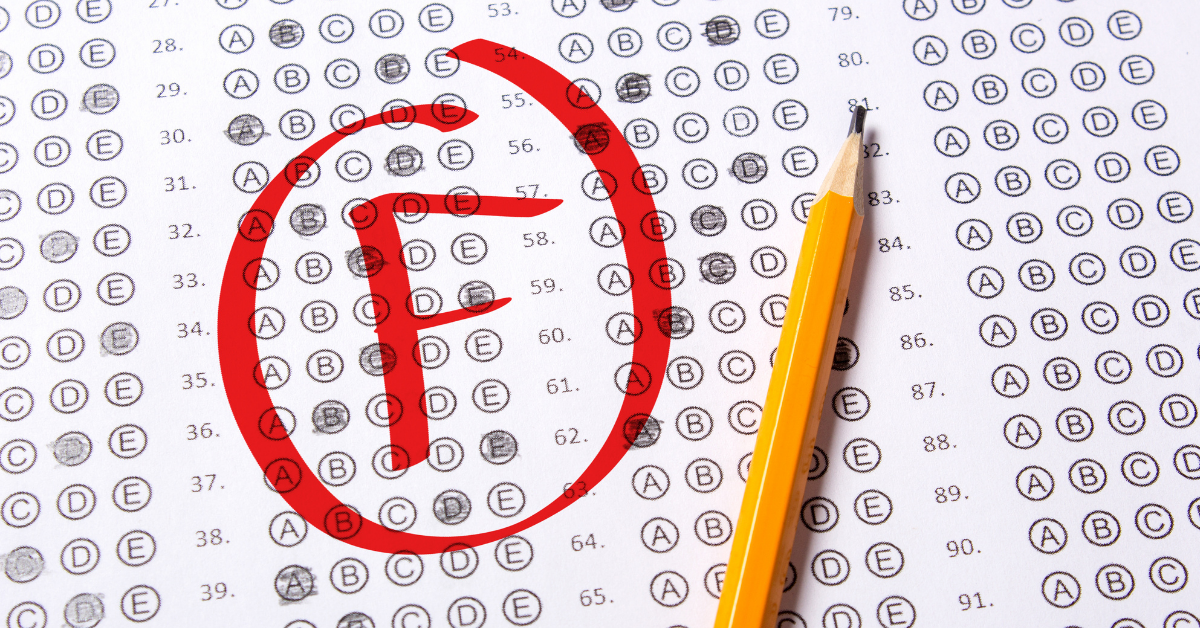 D E
D E
C D E
C D E
C D E
C D E
D E
C D E
C D E
C D E
C D E
D E
C D E
27.
28. A B C D E
29. A B C D E
30. A B C D E
31. A B C D E
32. A B C D E
33. A B C D E
34. A B C D E
35. A B C D E
36. A B C D E
37. A B C D E
38. A B C D E
39. A B C D E
C D E
F
53. A B
54. A B C D E
55. A B C D E
56. A B C D E
57. A B C D E
58. A B C D E
59. A B C D
60. A B C D
61. A B C E
62. A B C E
63. A B D E
64. A B D E
65. A B D E
D E
79. A B C
80. A B C D E
81. A B C D E
82. A B C D E
83. A B C D E
84. A B C D E
85. A B C D E
86. A B C D
87. A B C D
88. A B C D
89. A B C D
90. A B C
91. A B C